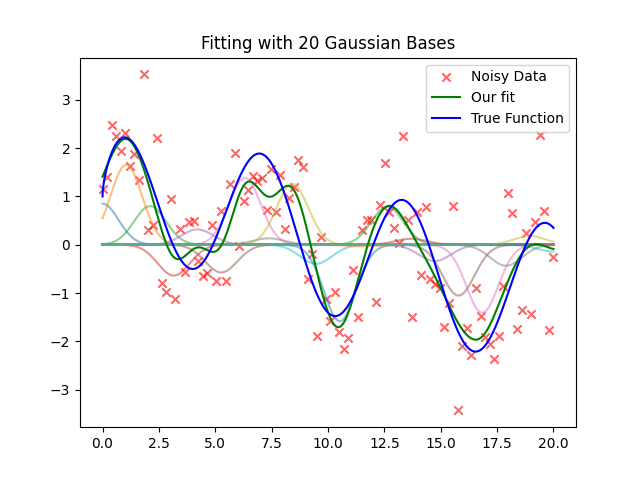 Fitting with 20 Gaussian Bases
Noisy Data
Our fit
True Function
3
2
1
0
−1
−2
−3
0.0 2.5 5.0 7.5 10.0 12.5 15.0 17.5 20.0